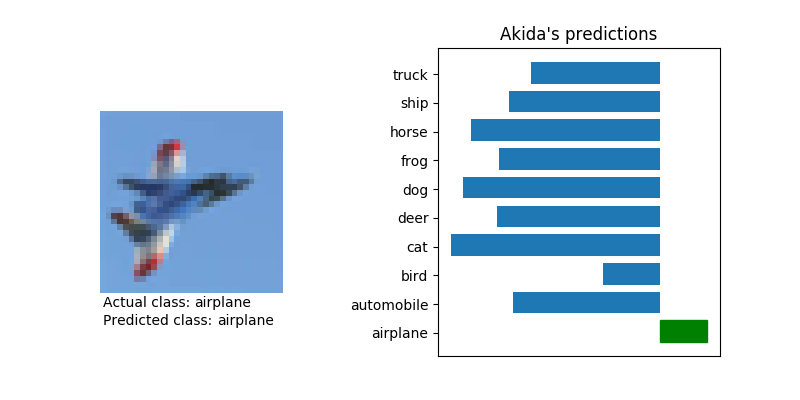 Akida's predictions
truck
ship
horse
frog
dog
deer
cat
bird
automobile
airplane
Actual class: airplane
Predicted class: airplane